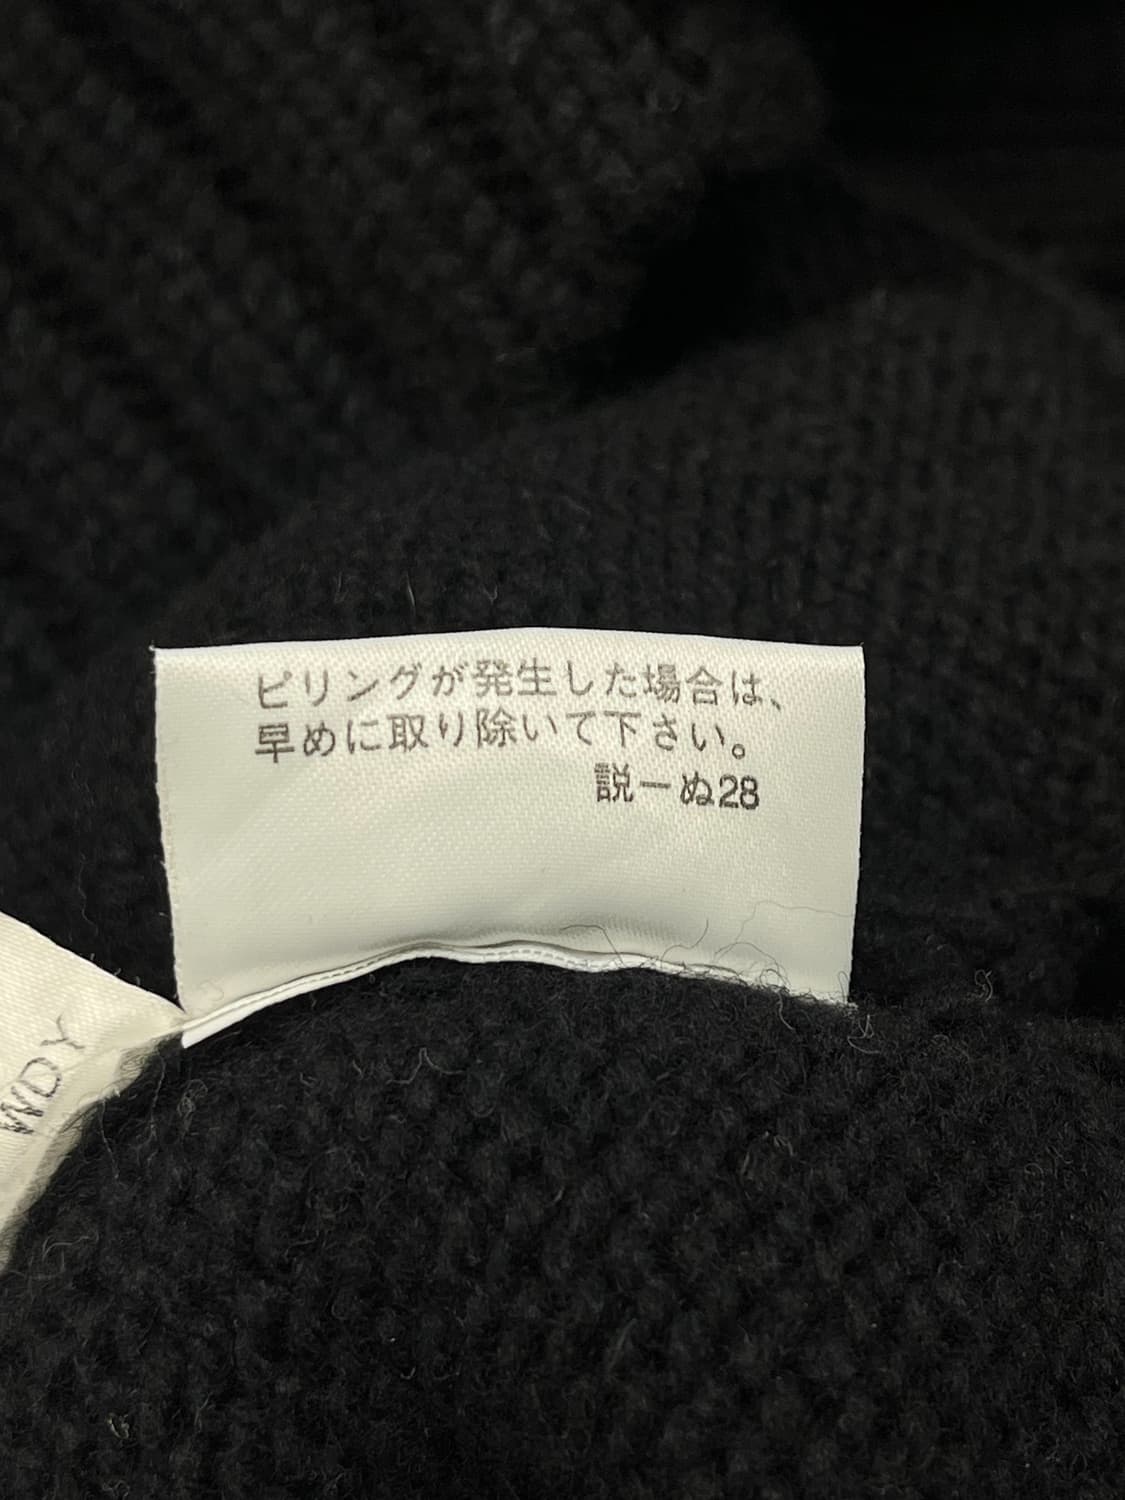 ピリングが発生した場合は、
早めに取り除いて下さい。
説ーぬ28
WDY